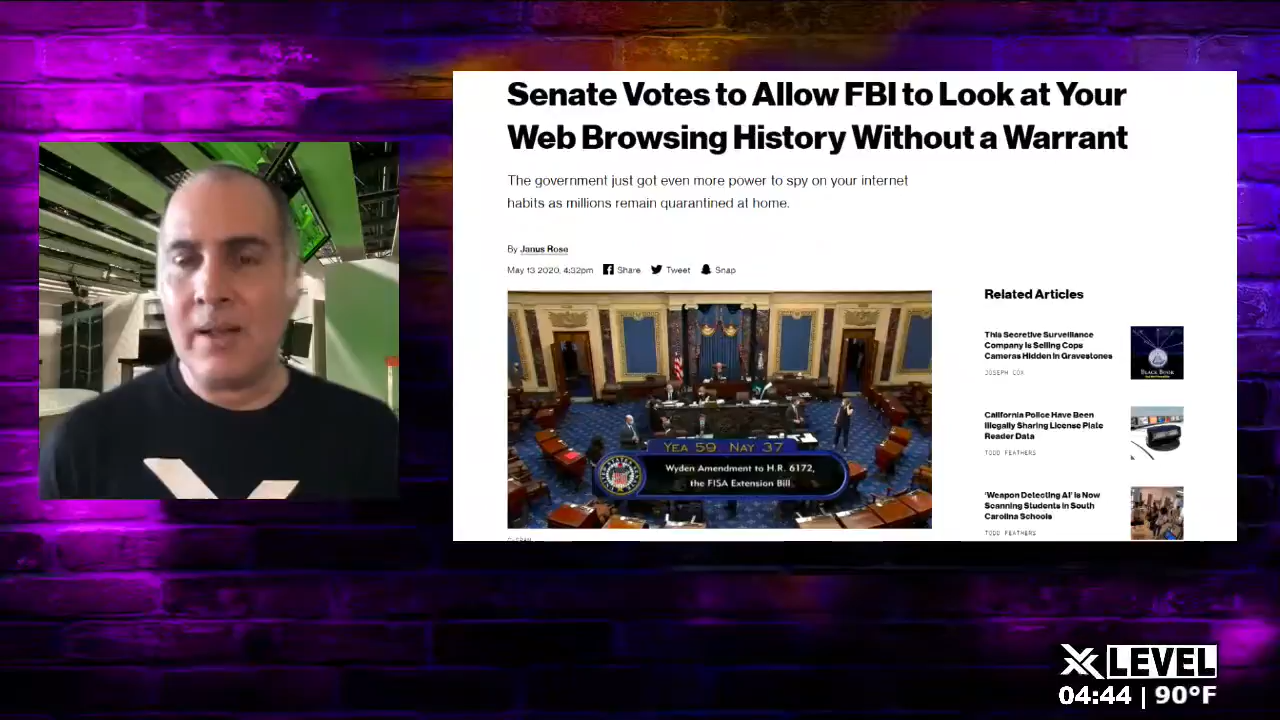 Senate Votes to Allow FBI to Look at Your
Web Browsing History Without a Warrant
The government just got even more power to spy on your internet
habits as millions remain quarantined at home.
By Janus Rose
May 13 2020, 4:32pm Share Tweet Snap
YEA 59 NAY 37
Wyden Amendment to H.R. 6172,
the FISA Extension Bill
Related Articles
This Secretive Surveillance
Company Is Selling Cops
Cameras Hidden in Gravestones
JOSEPH COX
BLACK BOOK
California Police Have Been
Illegally Sharing License Plate
Reader Data
TODD FEATHERS
'Weapon Detecting AI' Is Now
Scanning Students in South
Carolina Schools
TODD FEATHERS
X LEVEL
04:44 | 90°F